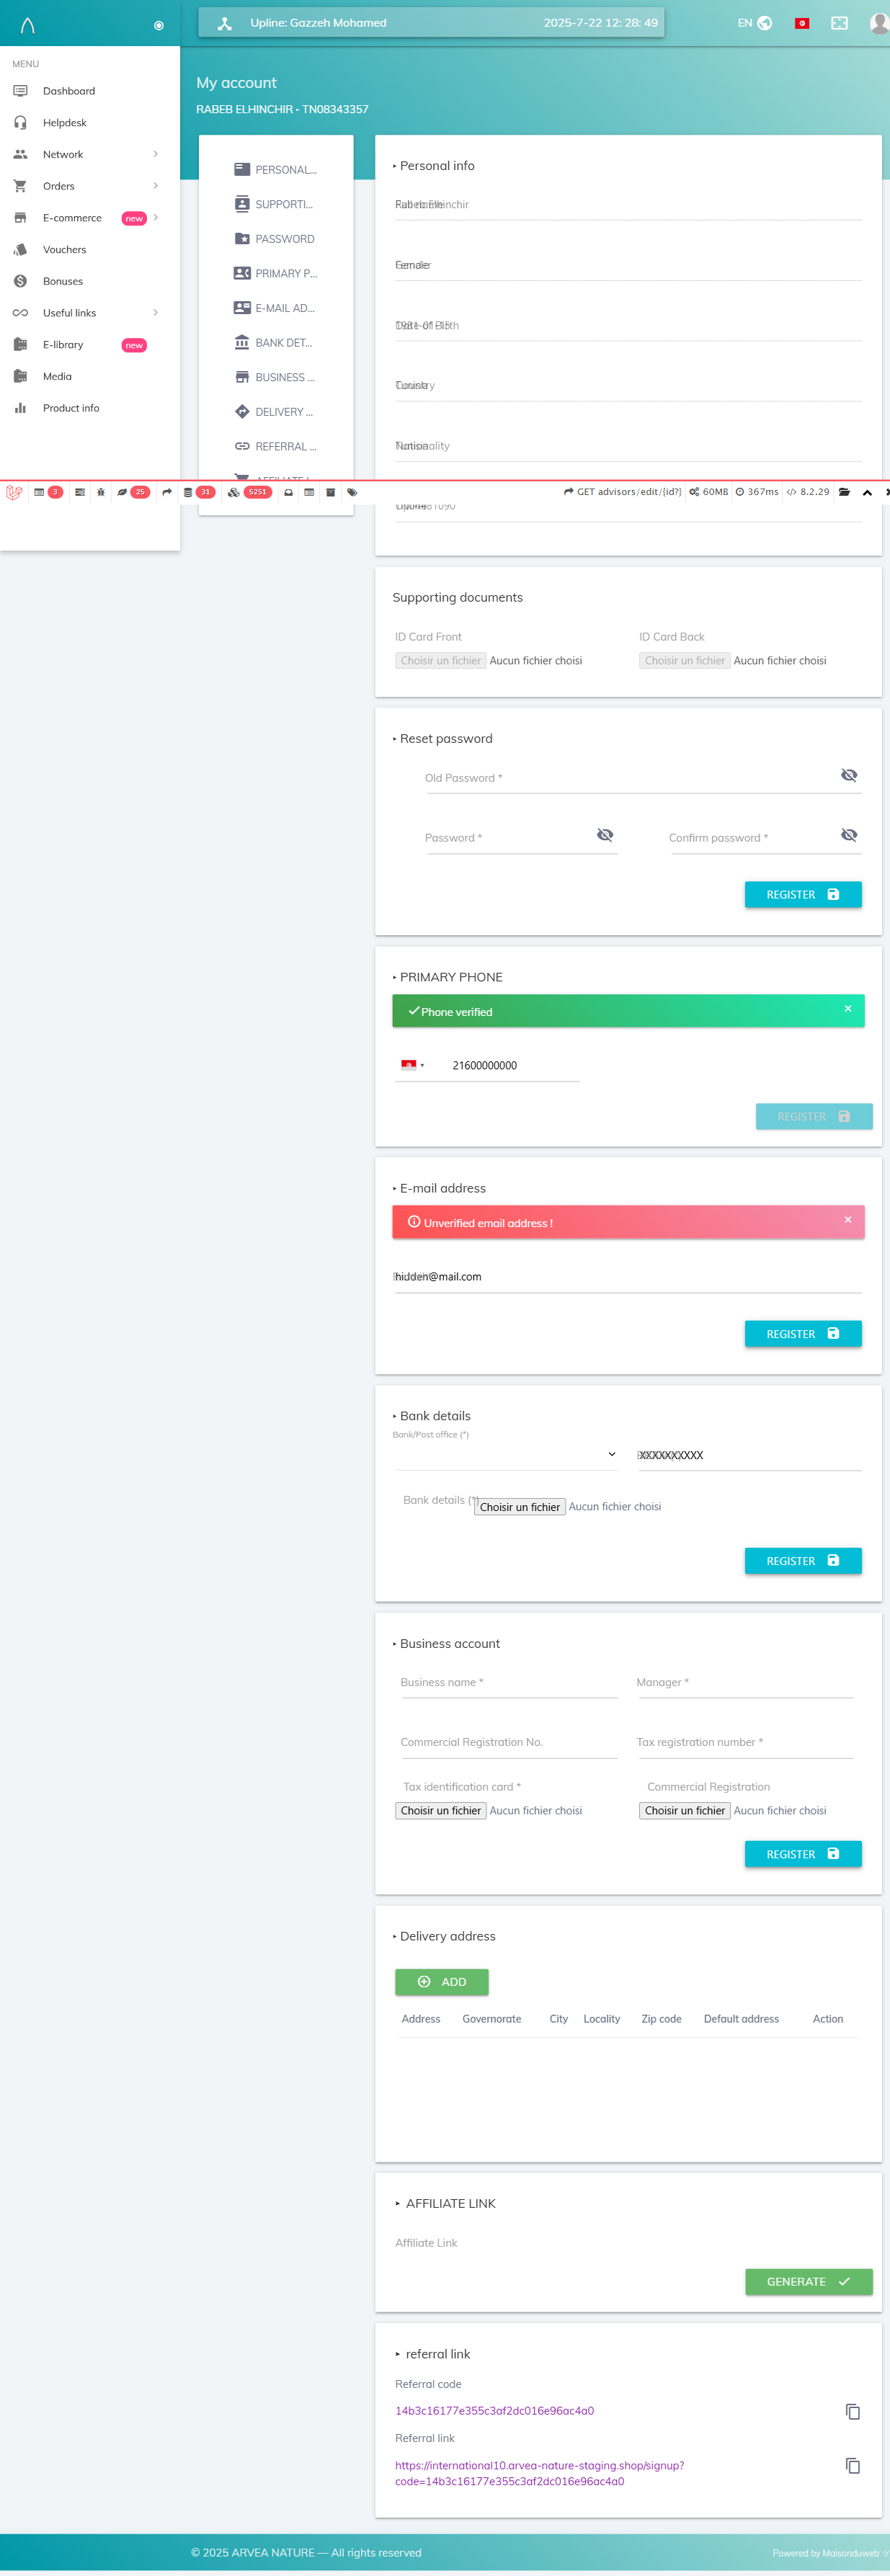 Upline: Gazzeh Mohamed
2025-7-22 12: 28: 49
EN
MENU
Dashboard
Helpdesk
Network
Orders
E-commerce new
Vouchers
Bonuses
Useful links
E-library new
Media
Product info
My account
RABEB ELHINCHIR ▸ TN08343357
PERSONAL...
SUPPORTI...
PASSWORD
PRIMARY P...
E-MAIL AD...
BANK DET...
BUSINESS ...
DELIVERY ...
REFERRAL ...
▸ Personal info
Full name
Rabeb Elhinchir
Gender
Female
Date of Birth
Country
Tunisia
Nationality
Tunisia
3
25
31
5251
GET advisors/edit/{id?}
60MB
367ms
8.2.29
Supporting documents
ID Card Front
ID Card Back
Choisir un fichier Aucun fichier choisi
Choisir un fichier Aucun fichier choisi
▸ Reset password
Old Password *
Password *
Confirm password *
REGISTER
▸ PRIMARY PHONE
Phone verified
×
21600000000
REGISTER
▸ E-mail address
Unverified email address !
×
hidden@mail.com
REGISTER
▸ Bank details
Bank/Post office (*)
XXXXXXXXXX
Bank details (*)
Choisir un fichier Aucun fichier choisi
REGISTER
▸ Business account
Business name *
Manager *
Commercial Registration No.
Tax registration number *
Tax identification card *
Commercial Registration
Choisir un fichier Aucun fichier choisi
Choisir un fichier Aucun fichier choisi
REGISTER
▸ Delivery address
ADD
Address Governorate City Locality Zip code Default address Action
▸ AFFILIATE LINK
Affiliate Link
GENERATE
▸ referral link
Referral code
14b3c16177e355c3af2dc016e96ac4a0
Referral link
https://international10.arvea-nature-staging.shop/signup?
code=14b3c16177e355c3af2dc016e96ac4a0
© 2025 ARVEA NATURE — All rights reserved
Powered by Maisonduweb